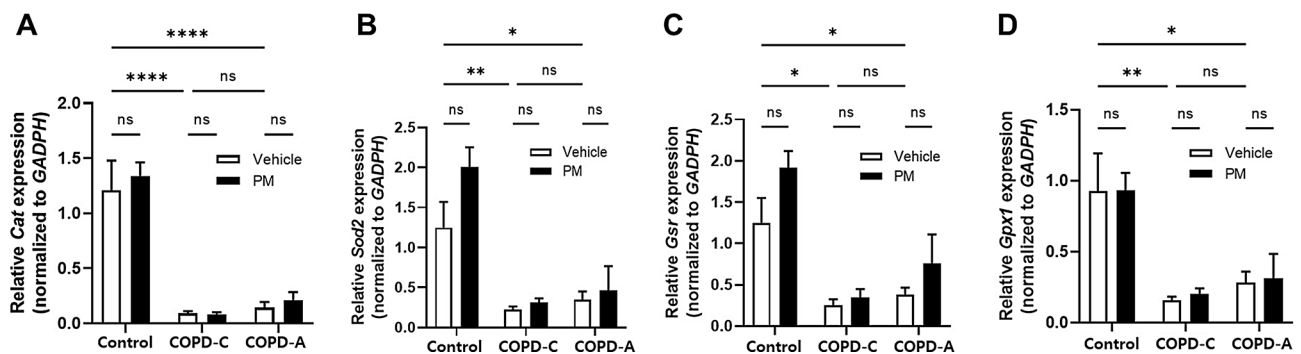 A
****
****
ns
ns
ns
ns
Relative Cat expression
(normalized to GADPH)
2.0
1.5
1.0
0.5
0.0
Vehicle
PM
Control
COPD-C
COPD-A
B
*
**
ns
ns
ns
ns
Relative Sod2 expression
(normalized to GADPH)
2.5
2.0
1.5
1.0
0.5
0.0
Vehicle
PM
Control
COPD-C
COPD-A
C
*
*
ns
ns
ns
ns
Relative Gsr expression
(normalized to GADPH)
2.5
2.0
1.5
1.0
0.5
0.0
Vehicle
PM
Control
COPD-C
COPD-A
D
*
**
ns
ns
ns
ns
Relative Gpx1 expression
(normalized to GADPH)
1.5
1.0
0.5
0.0
Vehicle
PM
Control
COPD-C
COPD-A